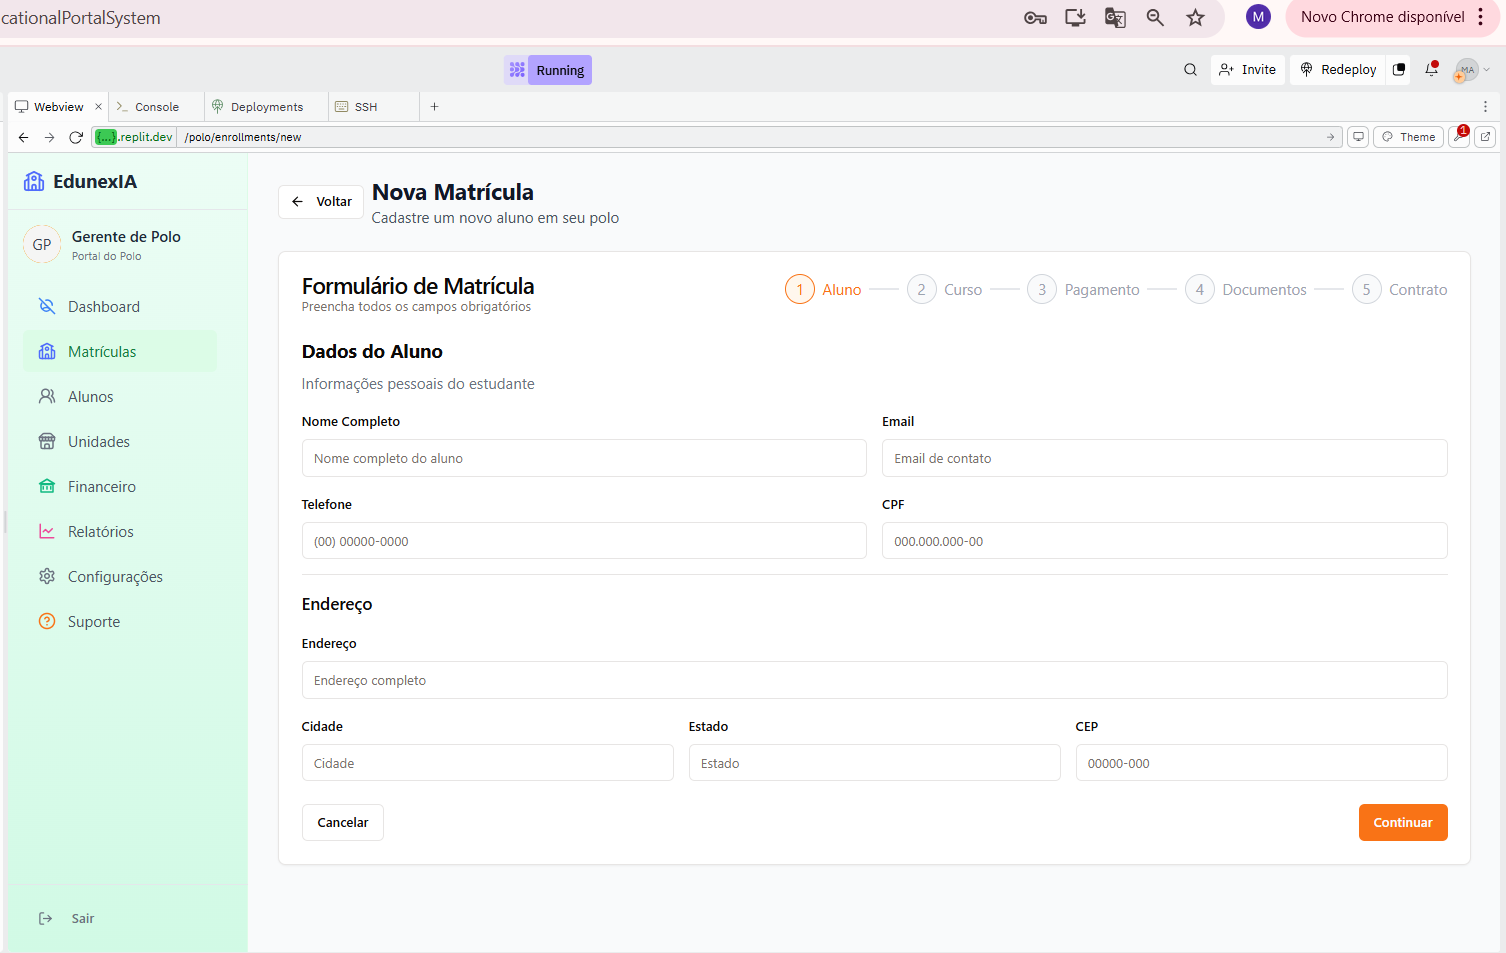 cationalPortalSystem
M
Novo Chrome disponível
Running
Invite
Redeploy
MA
Webview
Console
Deployments
SSH
{...}.replit.dev
/polo/enrollments/new
Theme
1
EdunexIA
GP
Gerente de Polo
Portal do Polo
Dashboard
Matrículas
Alunos
Unidades
Financeiro
Relatórios
Configurações
Suporte
Sair
Voltar
Nova Matrícula
Cadastre um novo aluno em seu polo
Formulário de Matrícula
Preencha todos os campos obrigatórios
1 Aluno
2 Curso
3 Pagamento
4 Documentos
5 Contrato
Dados do Aluno
Informações pessoais do estudante
Nome Completo
Nome completo do aluno
Email
Email de contato
Telefone
(00) 00000-0000
CPF
000.000.000-00
Endereço
Endereço
Endereço completo
Cidade
Cidade
Estado
Estado
CEP
00000-000
Cancelar
Continuar